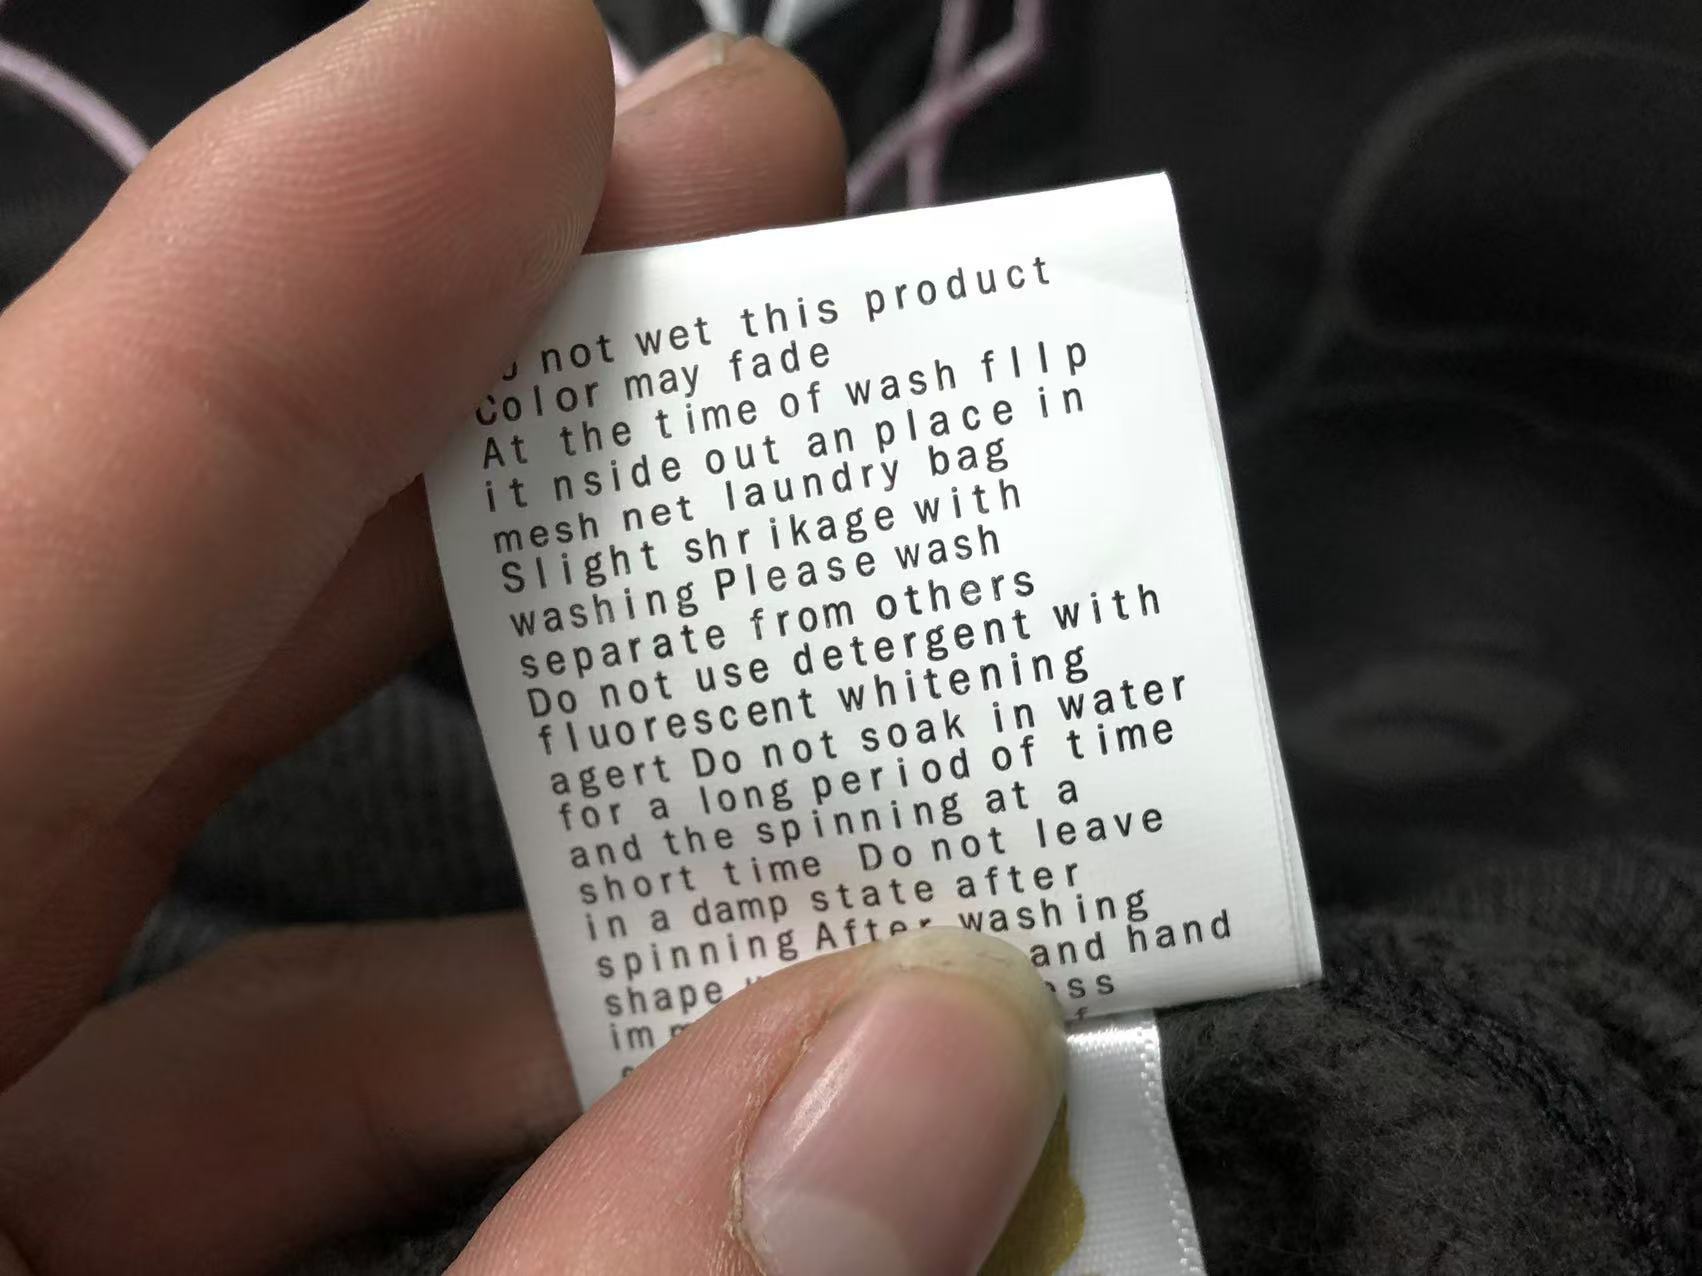 not wet this product
Color may fade
At the time of wash fllp
it nside out an place in
mesh net laundry bag
Slight shrikage with
washing Please wash
separate from others
Do not use detergent with
fluorescent whitening
agert Do not soak in water
for a long period of time
and the spinning at a
short time Do not leave
in a damp state after
spinning After washing
shape and hand